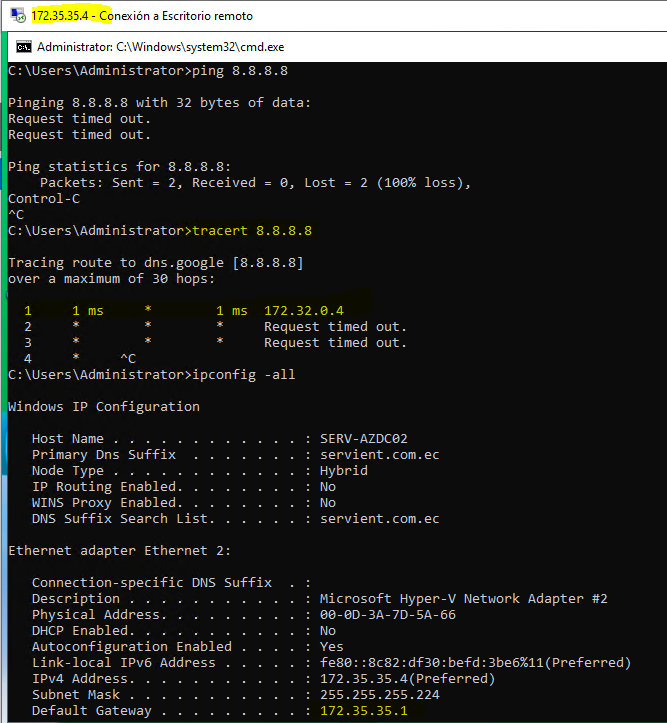 172.35.35.4 - Conexión a Escritorio remoto
Administrator: C:\Windows\system32\cmd.exe
C:\Users\Administrator>ping 8.8.8.8
Pinging 8.8.8.8 with 32 bytes of data:
Request timed out.
Request timed out.
Ping statistics for 8.8.8.8:
    Packets: Sent = 2, Received = 0, Lost = 2 (100% loss),
Control-C
^C
C:\Users\Administrator>tracert 8.8.8.8
Tracing route to dns.google [8.8.8.8]
over a maximum of 30 hops:
  1     1 ms     *        1 ms  172.32.0.4
  2     *        *        *     Request timed out.
  3     *        *        *     Request timed out.
  4     *     ^C
C:\Users\Administrator>ipconfig -all
Windows IP Configuration
   Host Name . . . . . . . . . . . . : SERV-AZDC02
   Primary Dns Suffix  . . . . . . . : servient.com.ec
   Node Type . . . . . . . . . . . . : Hybrid
   IP Routing Enabled. . . . . . . . : No
   WINS Proxy Enabled. . . . . . . . : No
   DNS Suffix Search List. . . . . . : servient.com.ec
Ethernet adapter Ethernet 2:
   Connection-specific DNS Suffix  . :
   Description . . . . . . . . . . . : Microsoft Hyper-V Network Adapter #2
   Physical Address. . . . . . . . . : 00-0D-3A-7D-5A-66
   DHCP Enabled. . . . . . . . . . . : No
   Autoconfiguration Enabled . . . . : Yes
   Link-local IPv6 Address . . . . . : fe80::8c82:df30:befd:3be6%11(Preferred)
   IPv4 Address. . . . . . . . . . . : 172.35.35.4(Preferred)
   Subnet Mask . . . . . . . . . . . : 255.255.255.224
   Default Gateway . . . . . . . . . : 172.35.35.1